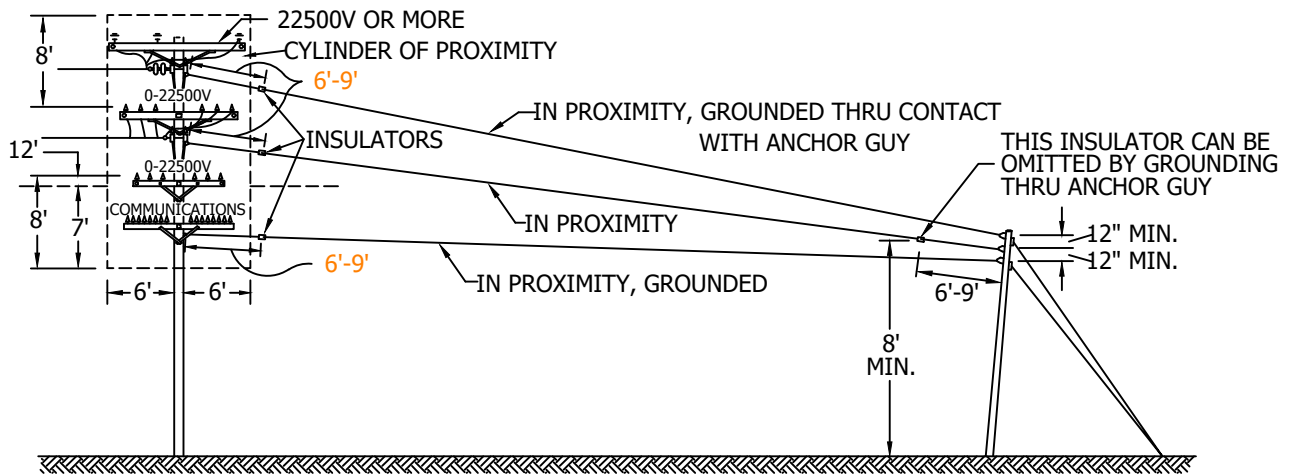 22500V OR MORE
CYLINDER OF PROXIMITY
8'
6'-9'
0-22500V
IN PROXIMITY, GROUNDED THRU CONTACT
WITH ANCHOR GUY
INSULATORS
THIS INSULATOR CAN BE
OMITTED BY GROUNDING
THRU ANCHOR GUY
12'
0-22500V
8'
7'
COMMUNICATIONS
IN PROXIMITY
12" MIN.
12" MIN.
6'-9'
IN PROXIMITY, GROUNDED
6'
6'
6'-9'
8'
MIN.